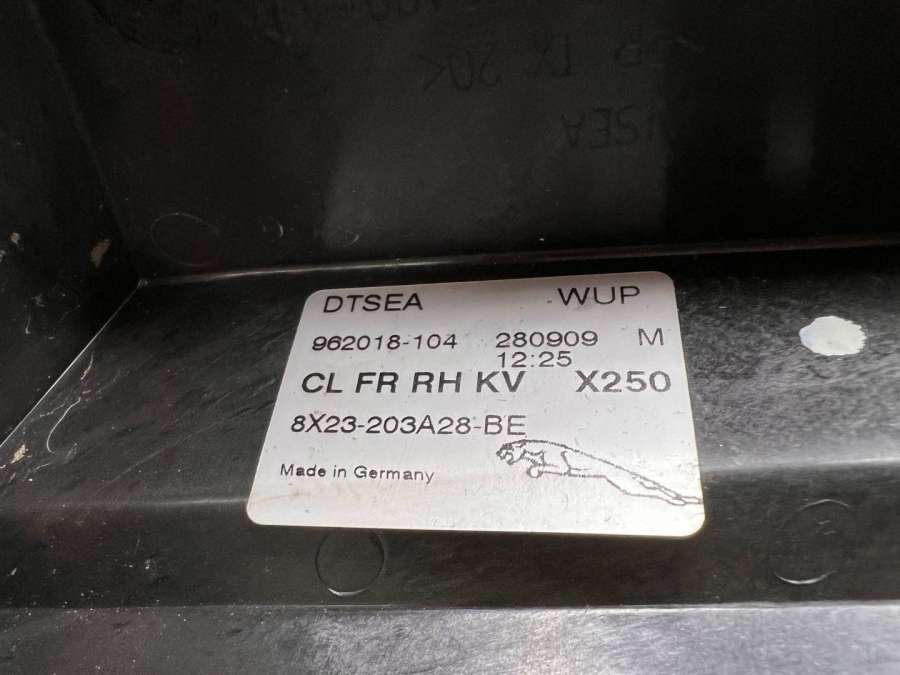 DTSEA WUP
962018-104 280909 M
12:25
CL FR RH KV X250
8X23-203A28-BE
Made in Germany